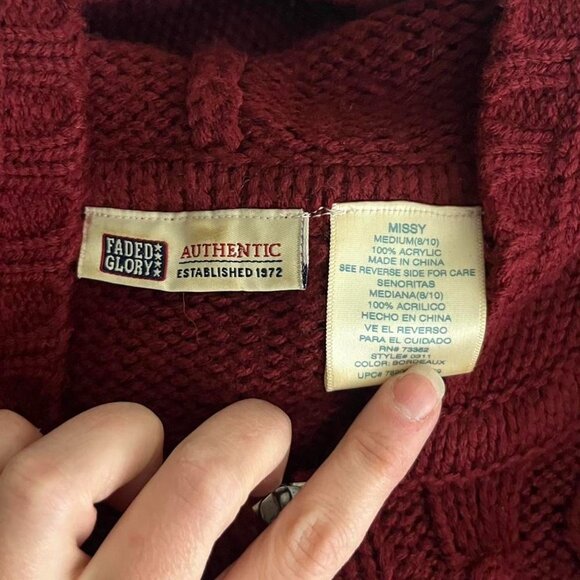 FADED
GLORY
AUTHENTIC
ESTABLISHED 1972
MISSY
MEDIUM(8/10)
100% ACRYLIC
MADE IN CHINA
SEE REVERSE SIDE FOR CARE
SENORITAS
MEDIANA(8/10)
100% ACRILICO
HECHO EN CHINA
VE EL REVERSO
PARA EL CUIDADO
RN# 73352
STYLE# 0311
COLOR: BORDEAUX
UPC#